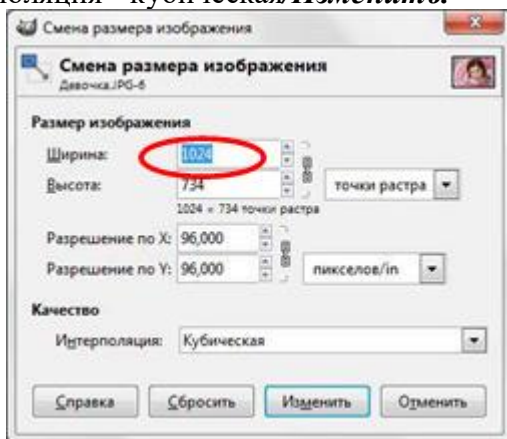 кубическая/Изменить.
Смена размера изображения
Смена размера изображения
Девочка.JPG-6
Размер изображения
Ширина: 1024
Высота: 734 точки растра
1024 × 734 точки растра
Разрешение по X: 96,000
Разрешение по Y: 96,000 пикселов/in
Качество
Интерполяция: Кубическая
Справка Сбросить Изменить Отменить